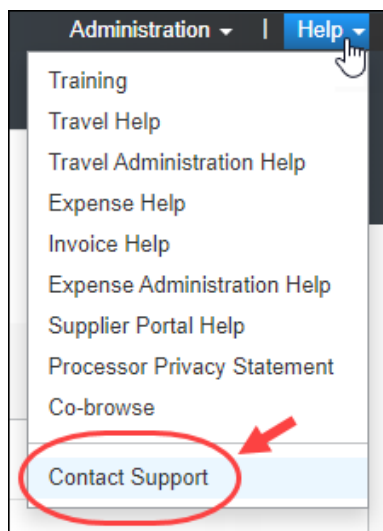 Administration | Help
Training
Travel Help
Travel Administration Help
Expense Help
Invoice Help
Expense Administration Help
Supplier Portal Help
Processor Privacy Statement
Co-browse
Contact Support